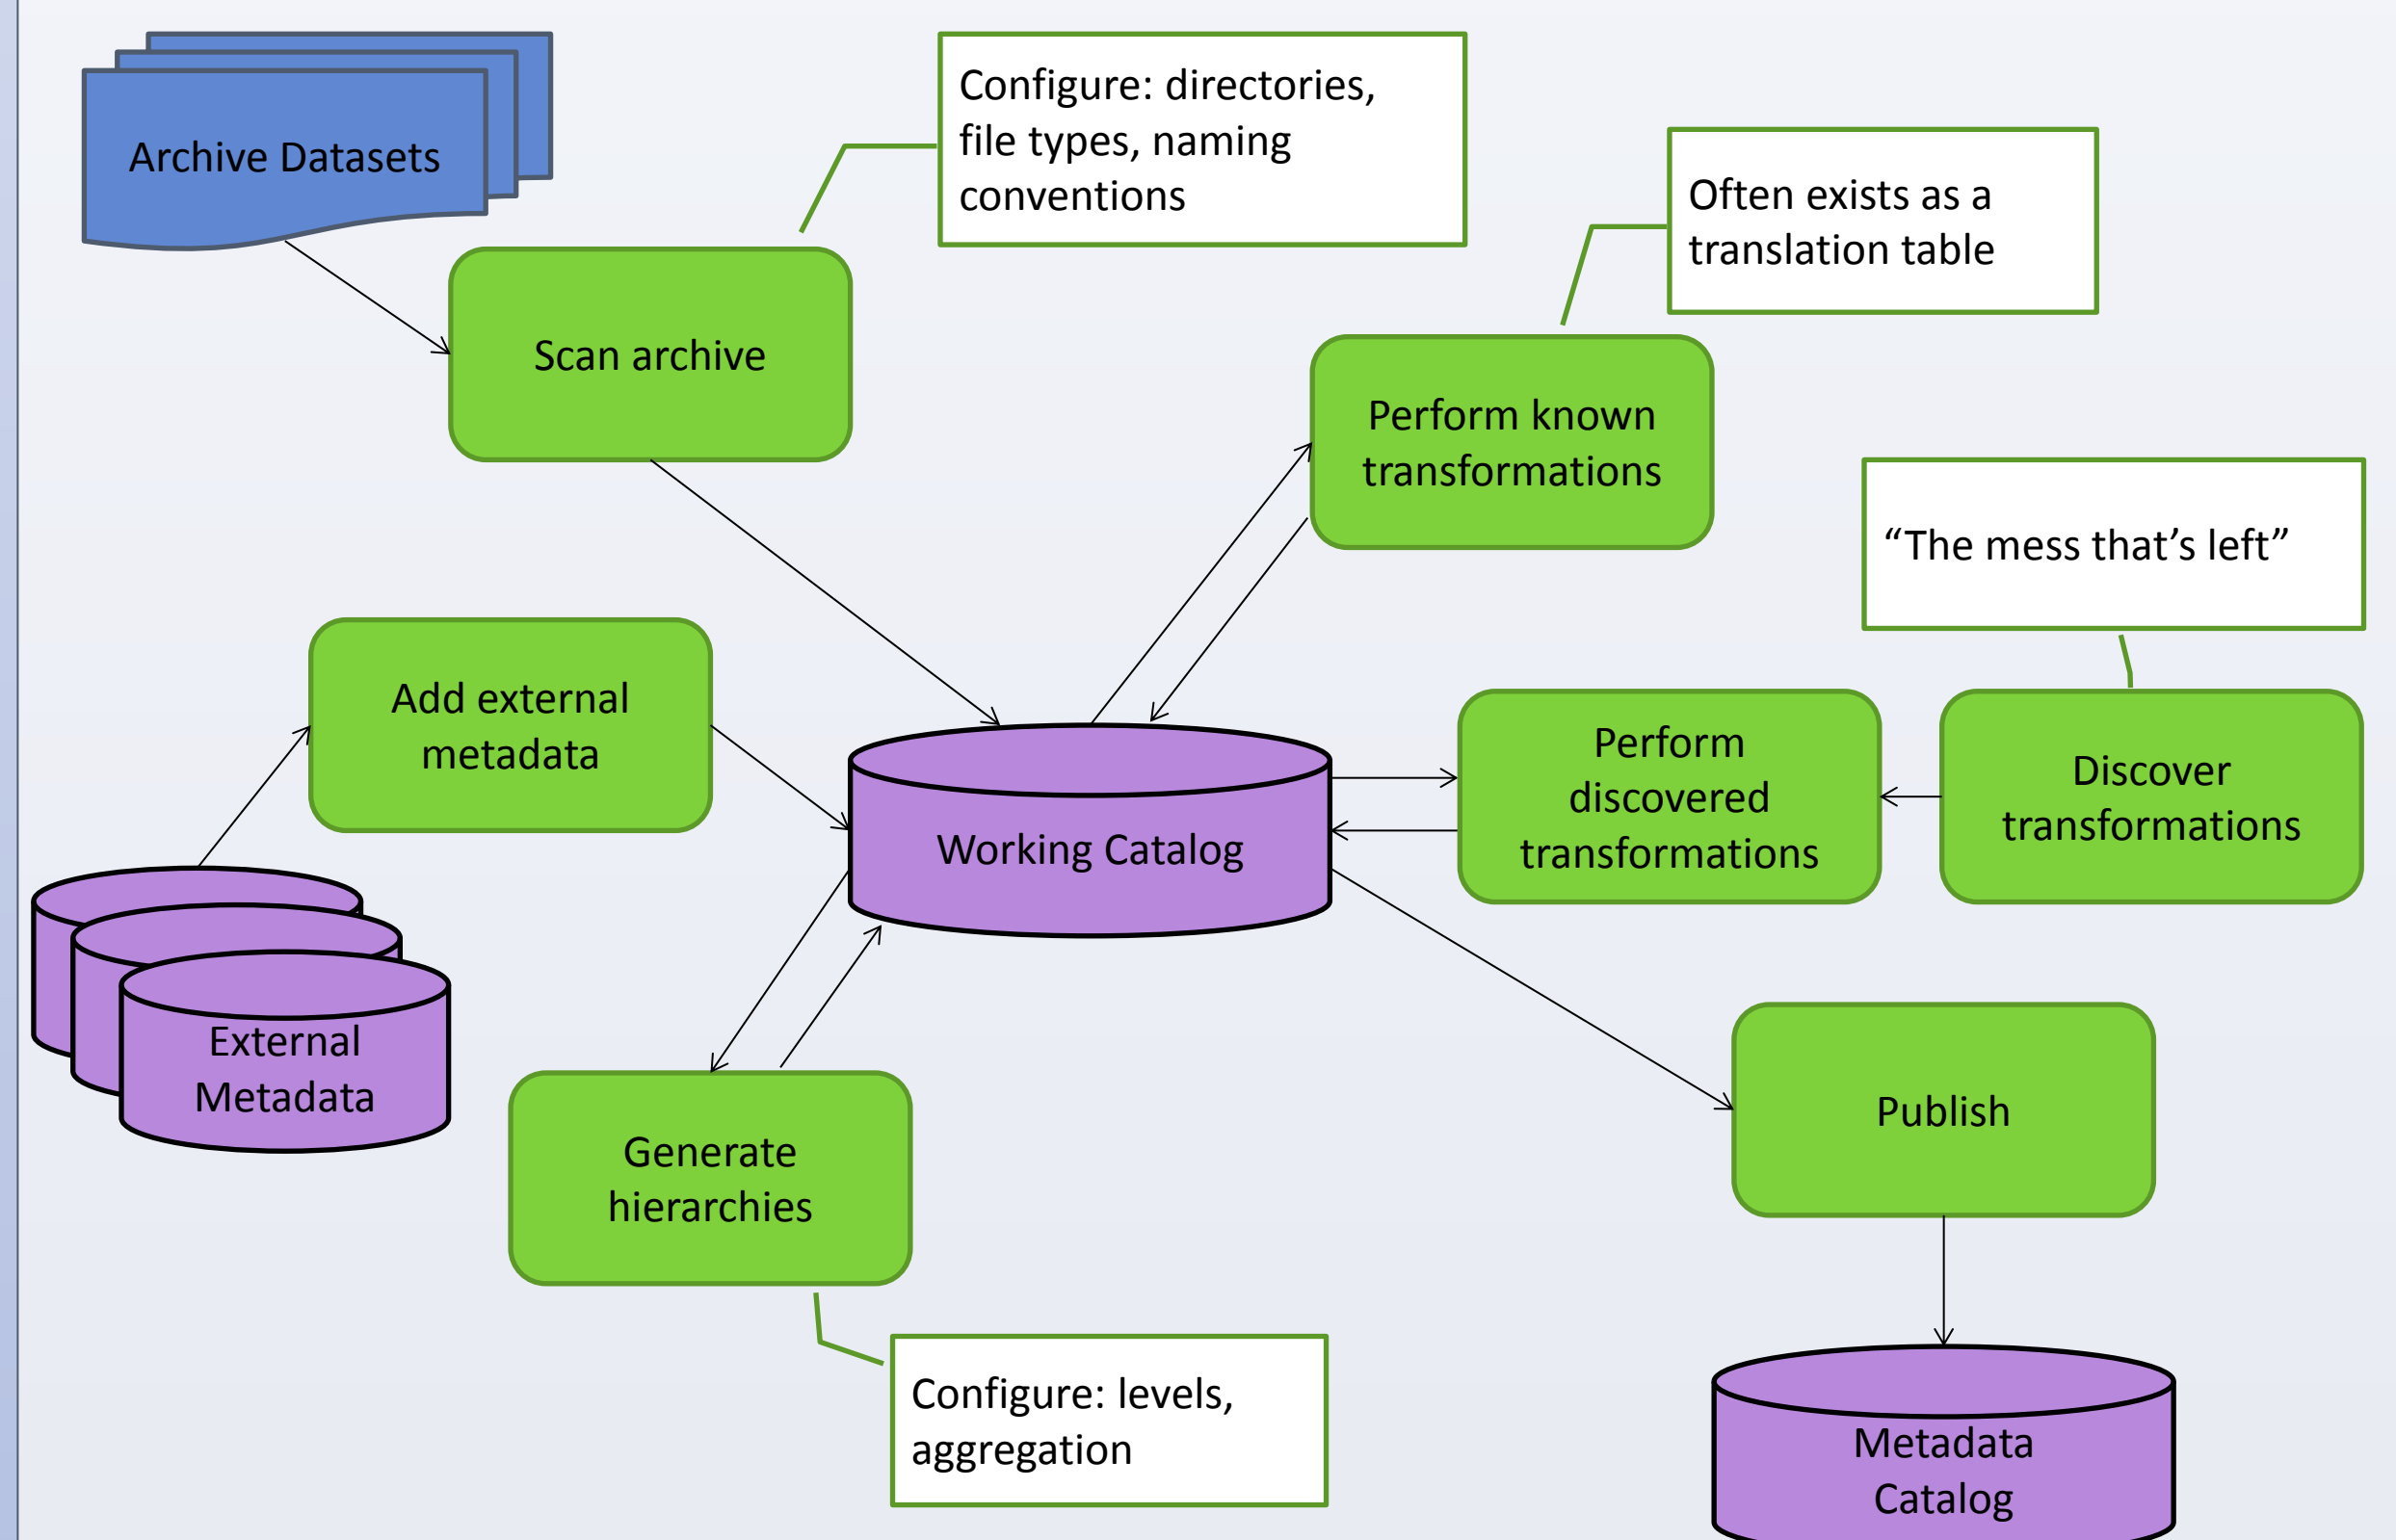 Archive Datasets
Configure: directories,
file types, naming
conventions
Often exists as a
translation table
Scan archive
Perform known
transformations
“The mess that’s left”
Add external
metadata
Perform
discovered
transformations
Discover
transformations
Working Catalog
External
Metadata
Publish
Generate
hierarchies
Configure: levels,
aggregation
Metadata
Catalog